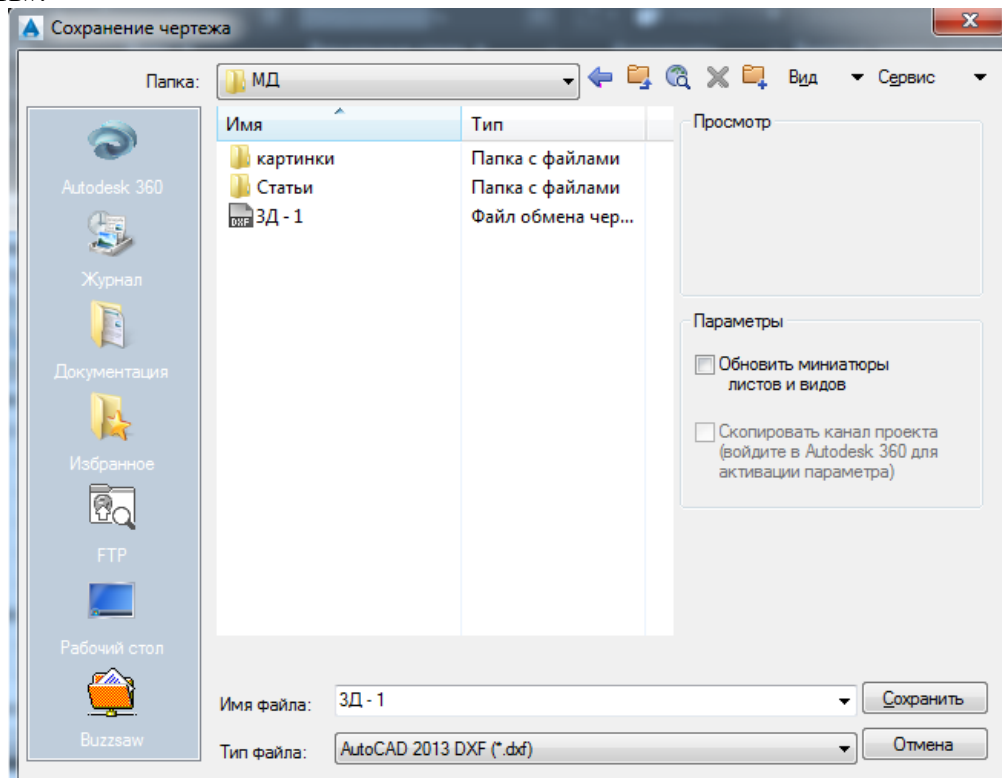 Сохранение чертежа
Папка:
МД
Вид
Сервис
Autodesk 360
Журнал
Документация
Избранное
FTP
Рабочий стол
Buzzsaw
Имя
Тип
картинки
Папка с файлами
Статьи
Папка с файлами
DXF
3Д - 1
Файл обмена чер...
Просмотр
Параметры
Обновить миниатюры
листов и видов
Скопировать канал проекта
(войдите в Autodesk 360 для
активации параметра)
Имя файла:
3Д - 1
Сохранить
Тип файла:
AutoCAD 2013 DXF (*.dxf)
Отмена